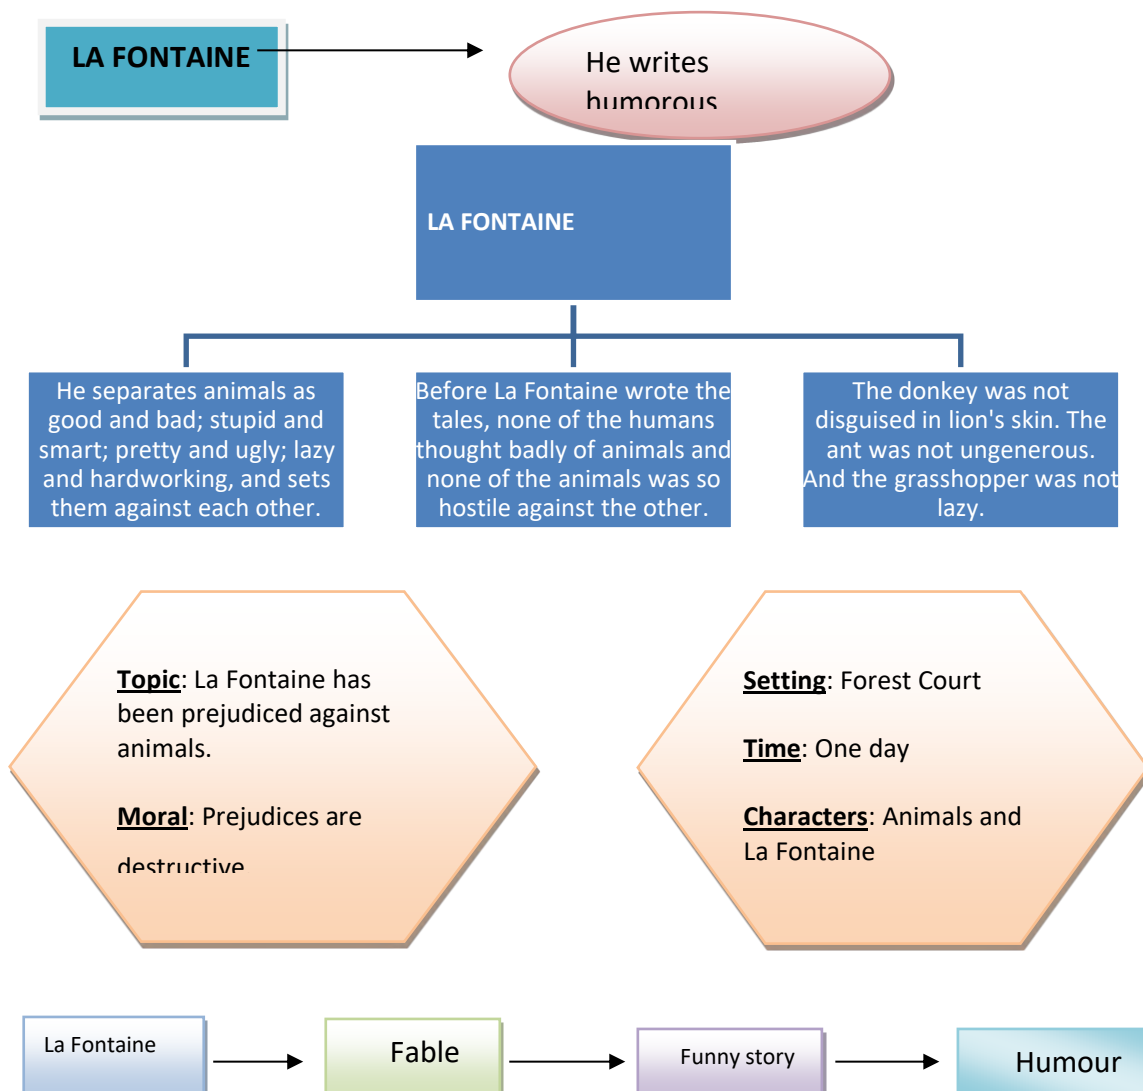 LA FONTAINE
He writes
humorous
LA FONTAINE
He separates animals as
good and bad; stupid and
smart; pretty and ugly; lazy
and hardworking, and sets
them against each other.
Before La Fontaine wrote the
tales, none of the humans
thought badly of animals and
none of the animals was so
hostile against the other.
The donkey was not
disguised in lion's skin. The
ant was not ungenerous.
And the grasshopper was not
lazy.
Topic: La Fontaine has
been prejudiced against
animals.
Moral: Prejudices are
destructive
Setting: Forest Court
Time: One day
Characters: Animals and
La Fontaine
La Fontaine
Fable
Funny story
Humour